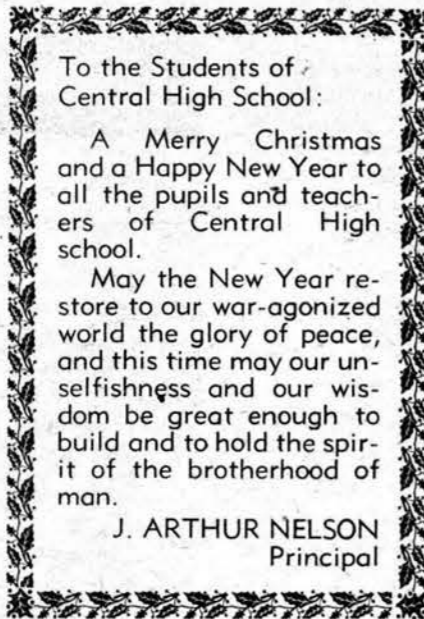 To the Students of
Central High School:
A Merry Christmas
and a Happy New Year to
all the pupils and teach-
ers of Central High
school.
May the New Year re-
store to our war-agonized
world the glory of peace,
and this time may our un-
selfishness and our wis-
dom be great enough to
build and to hold the spir-
it of the brotherhood of
man.
J. ARTHUR NELSON
Principal